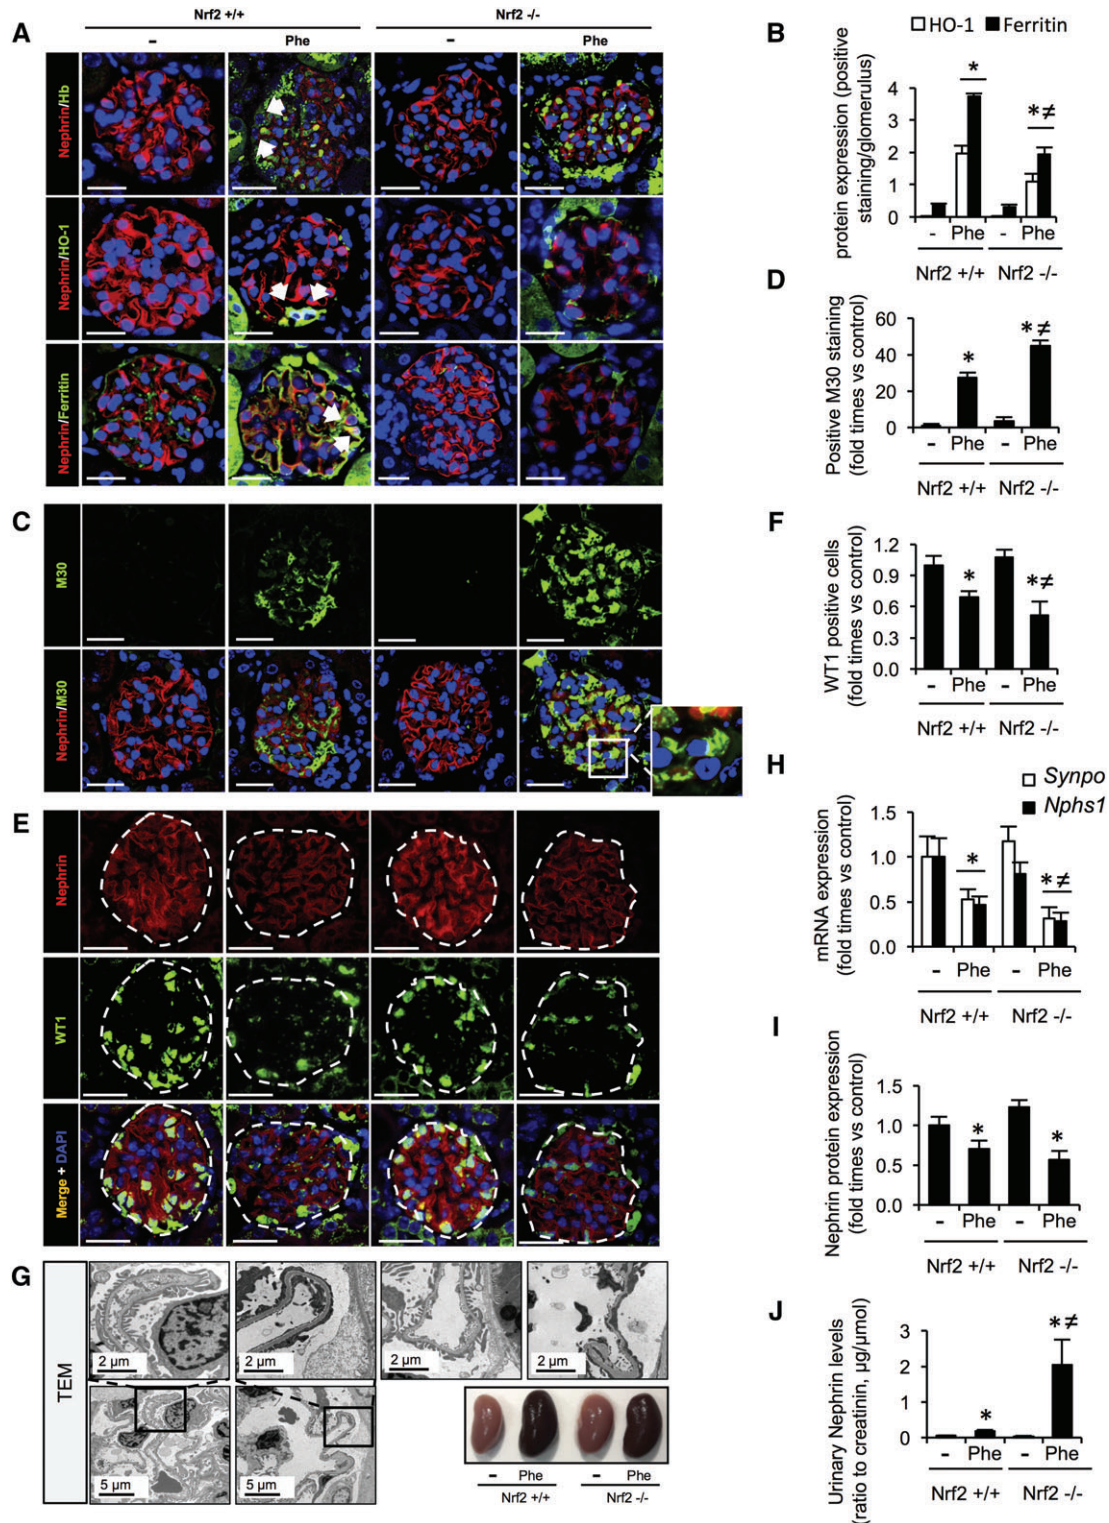 Nrf2 +/+ Nrf2 -/-
A – Phe – Phe
Nephrin/Hb
Nephrin/HO-1
Nephrin/Ferritin
B
HO-1 Ferritin
protein expression (positive
staining/glomerulus)
4
3
2
1
0
*
*≠
- Phe - Phe
Nrf2 +/+ Nrf2 -/-
C
M30
Nephrin/M30
D
Positive M30 staining
(fold times vs control)
60
40
20
0
*
*≠
- Phe - Phe
Nrf2 +/+ Nrf2 -/-
E
Nephrin
WT1
Merge + DAPI
F
WT1 positive cells
(fold times vs control)
1.2
0.9
0.6
0.3
0.0
*
*≠
- Phe - Phe
Nrf2 +/+ Nrf2 -/-
G
TEM
2 µm 2 µm 2 µm 2 µm
5 µm 5 µm
– Phe – Phe
Nrf2 +/+ Nrf2 -/-
H
Synpo
Nphs1
mRNA expression
(fold times vs control)
1.5
1.0
0.5
0.0
*
*≠
- Phe - Phe
Nrf2 +/+ Nrf2 -/-
I
Nephrin protein expression
(fold times vs control)
1.5
1.0
0.5
0.0
*
*
- Phe - Phe
Nrf2 +/+ Nrf2 -/-
J
Urinary Nephrin levels
(ratio to creatinin, µg/µmol)
3
2
1
0
*
*≠
- Phe - Phe
Nrf2 +/+ Nrf2 -/-